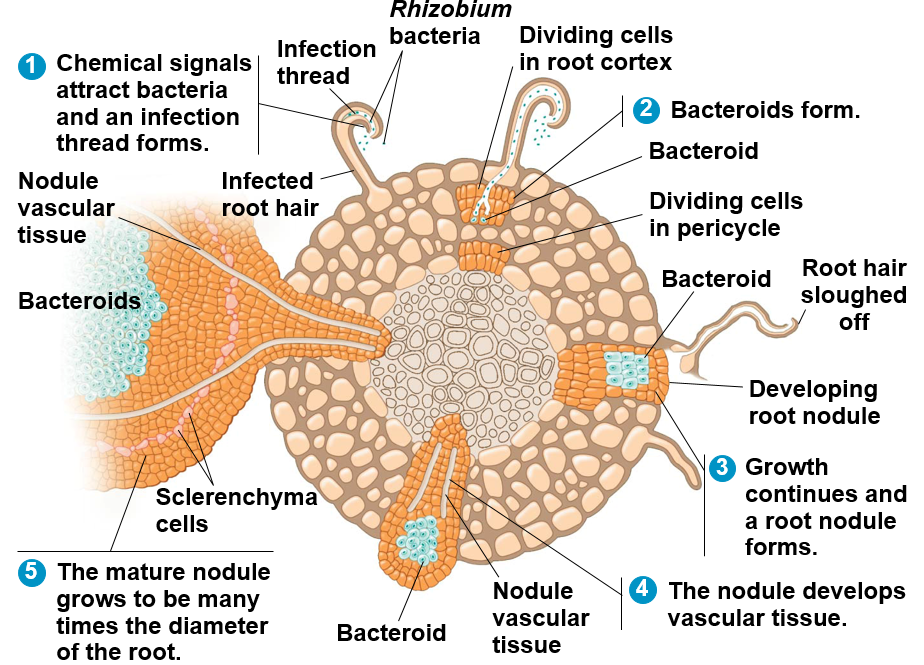 Rhizobium
bacteria
Infection
thread
Dividing cells
in root cortex
1 Chemical signals
attract bacteria
and an infection
thread forms.
2 Bacteroids form.
Bacteroid
Nodule
vascular
tissue
Infected
root hair
Dividing cells
in pericycle
Bacteroids
Bacteroid
Root hair
sloughed
off
Developing
root nodule
3 Growth
continues and
a root nodule
forms.
Sclerenchyma
cells
5 The mature nodule
grows to be many
times the diameter
of the root.
Bacteroid
Nodule
vascular
tissue
4 The nodule develops
vascular tissue.